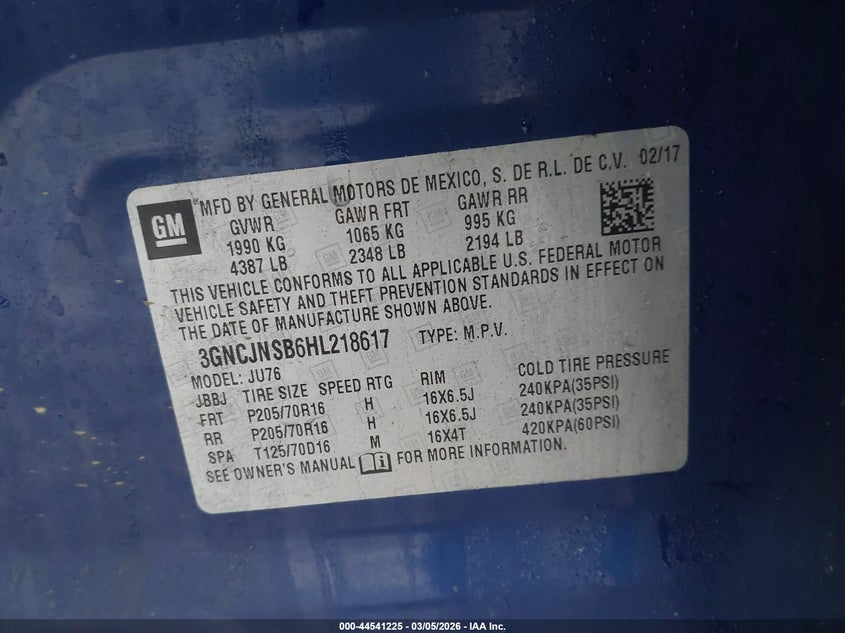 GM
®MFD BY GENERAL MOTORS DE MEXICO, S. DE R.L. DE C.V. 02/17
GVWR GAWR FRT GAWR RR
1990 KG 1065 KG 995 KG
4387 LB 2348 LB 2194 LB
THIS VEHICLE CONFORMS TO ALL APPLICABLE U.S. FEDERAL MOTOR
VEHICLE SAFETY AND THEFT PREVENTION STANDARDS IN EFFECT ON
THE DATE OF MANUFACTURE SHOWN ABOVE.
3GNCJNSB6HL218617 TYPE: M.P.V.
MODEL: JU76
JBBJ TIRE SIZE SPEED RTG RIM COLD TIRE PRESSURE
FRT P205/70R16 H 16X6.5J 240KPA(35PSI)
RR P205/70R16 H 16X6.5J 240KPA(35PSI)
SPA T125/70D16 M 16X4T 420KPA(60PSI)
SEE OWNER'S MANUAL FOR MORE INFORMATION.
000-44541225 - 03/05/2026 - IAA Inc.